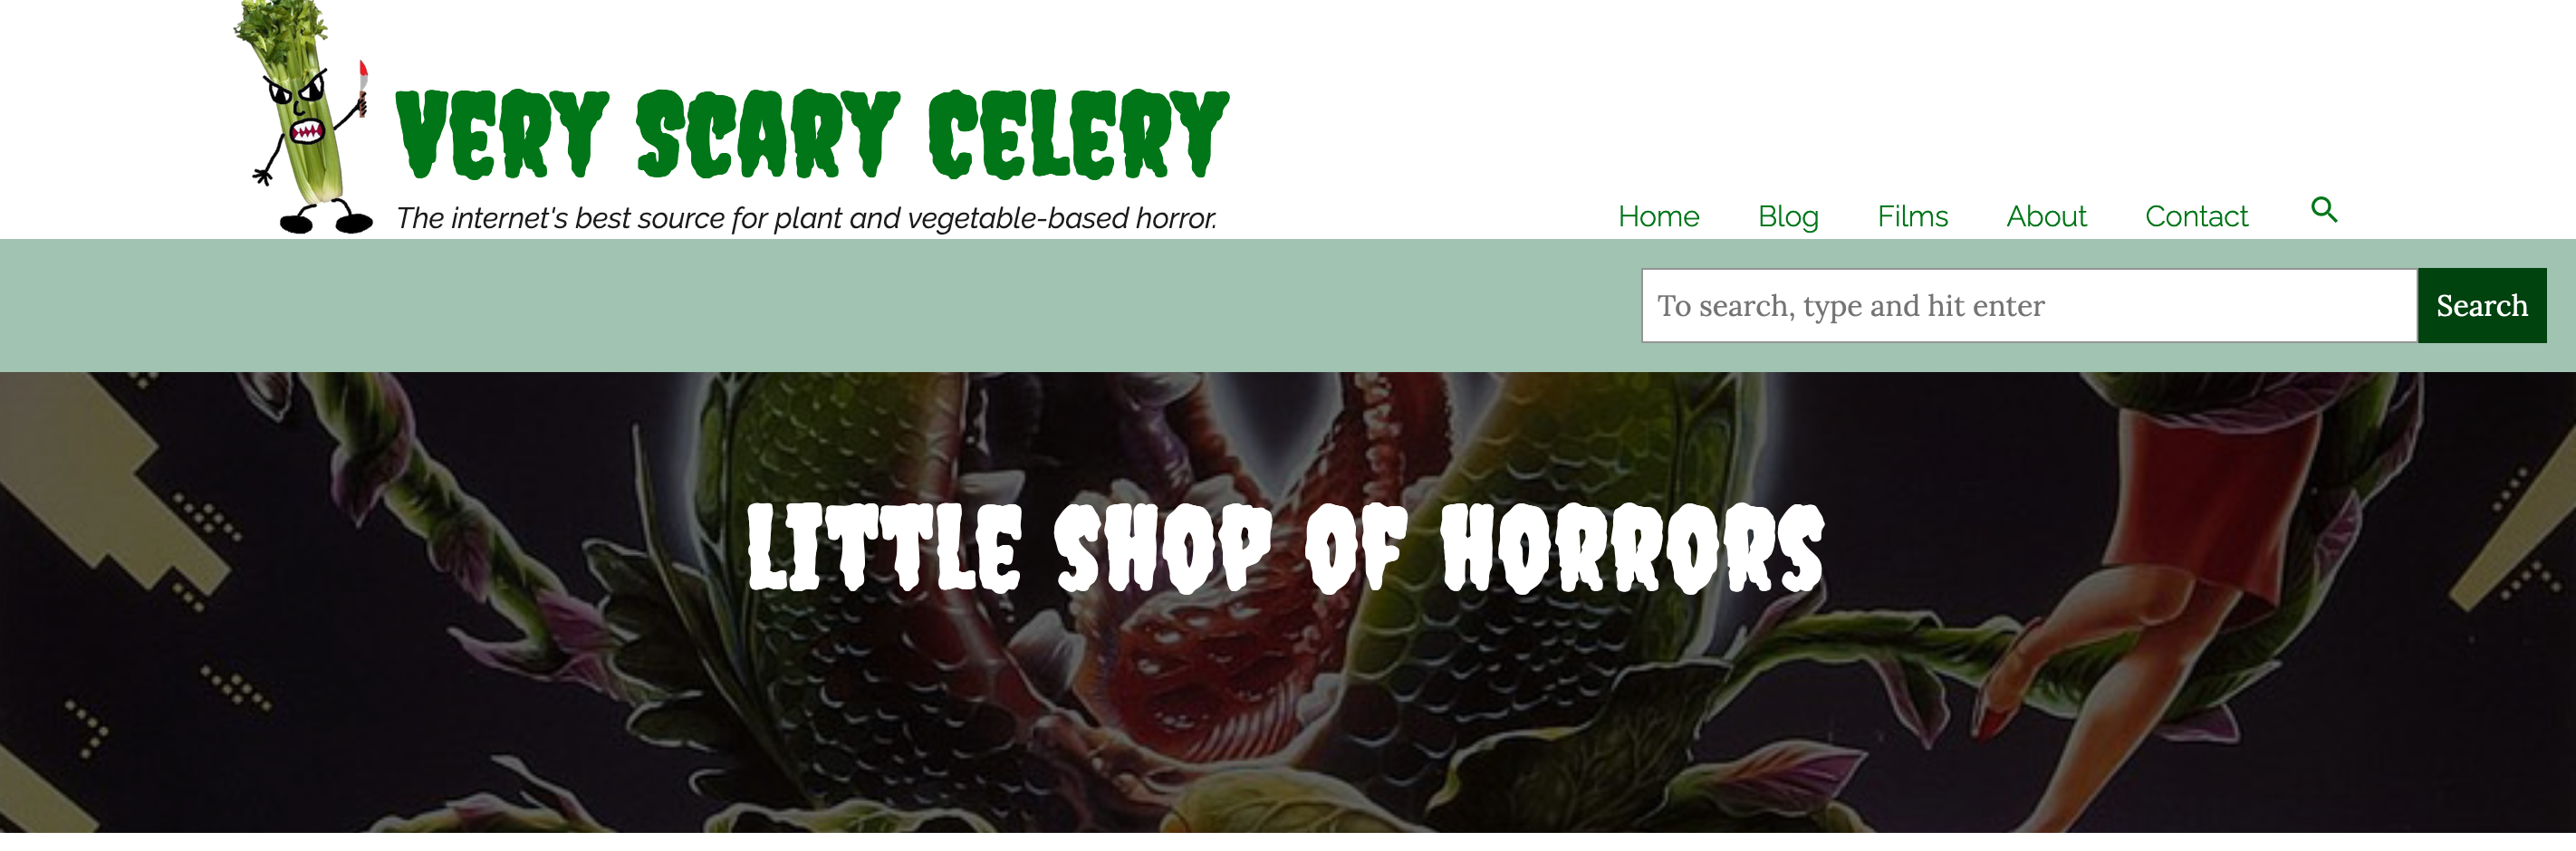 VERY SCARY CELERY
The internet's best source for plant and vegetable-based horror.
Home Blog Films About Contact
To search, type and hit enter Search
LITTLE SHOP OF HORRORS